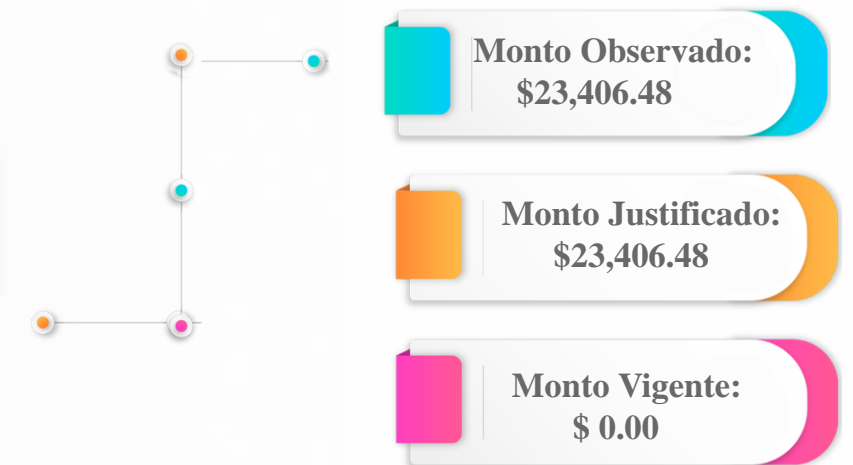 Monto Observado:
$23,406.48
Monto Justificado:
$23,406.48
Monto Vigente:
$ 0.00